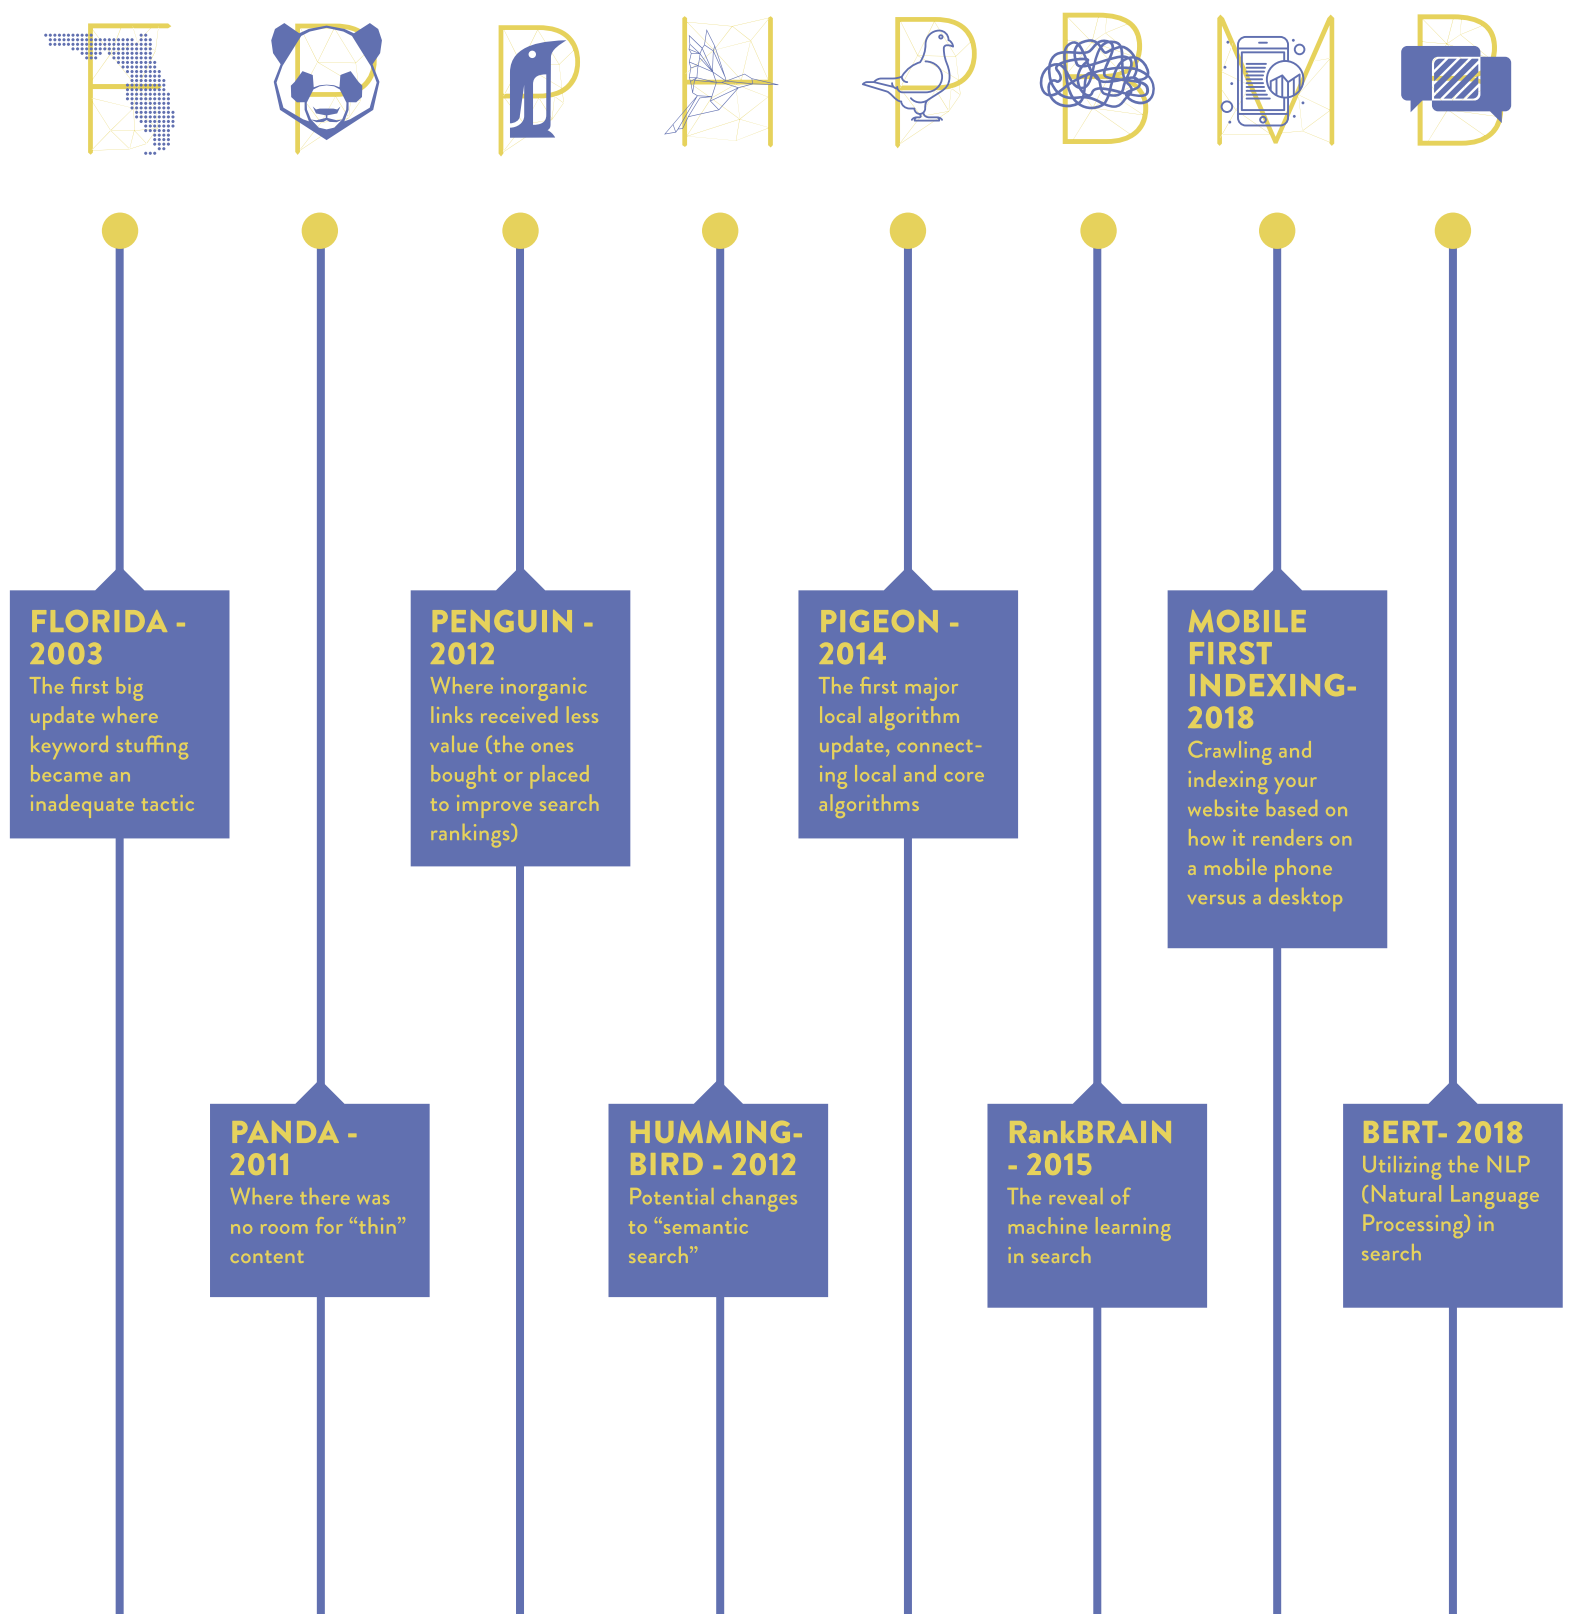 F
P
P
H
P
B
M
B
FLORIDA -
2003
The first big
update where
keyword stuffing
became an
inadequate tactic
PANDA -
2011
Where there was
no room for “thin”
content
PENGUIN -
2012
Where inorganic
links received less
value (the ones
bought or placed
to improve search
rankings)
HUMMING-
BIRD - 2012
Potential changes
to “semantic
search”
PIGEON -
2014
The first major
local algorithm
update, connect-
ing local and core
algorithms
RankBRAIN
- 2015
The reveal of
machine learning
in search
MOBILE
FIRST
INDEXING-
2018
Crawling and
indexing your
website based on
how it renders on
a mobile phone
versus a desktop
BERT- 2018
Utilizing the NLP
(Natural Language
Processing) in
search